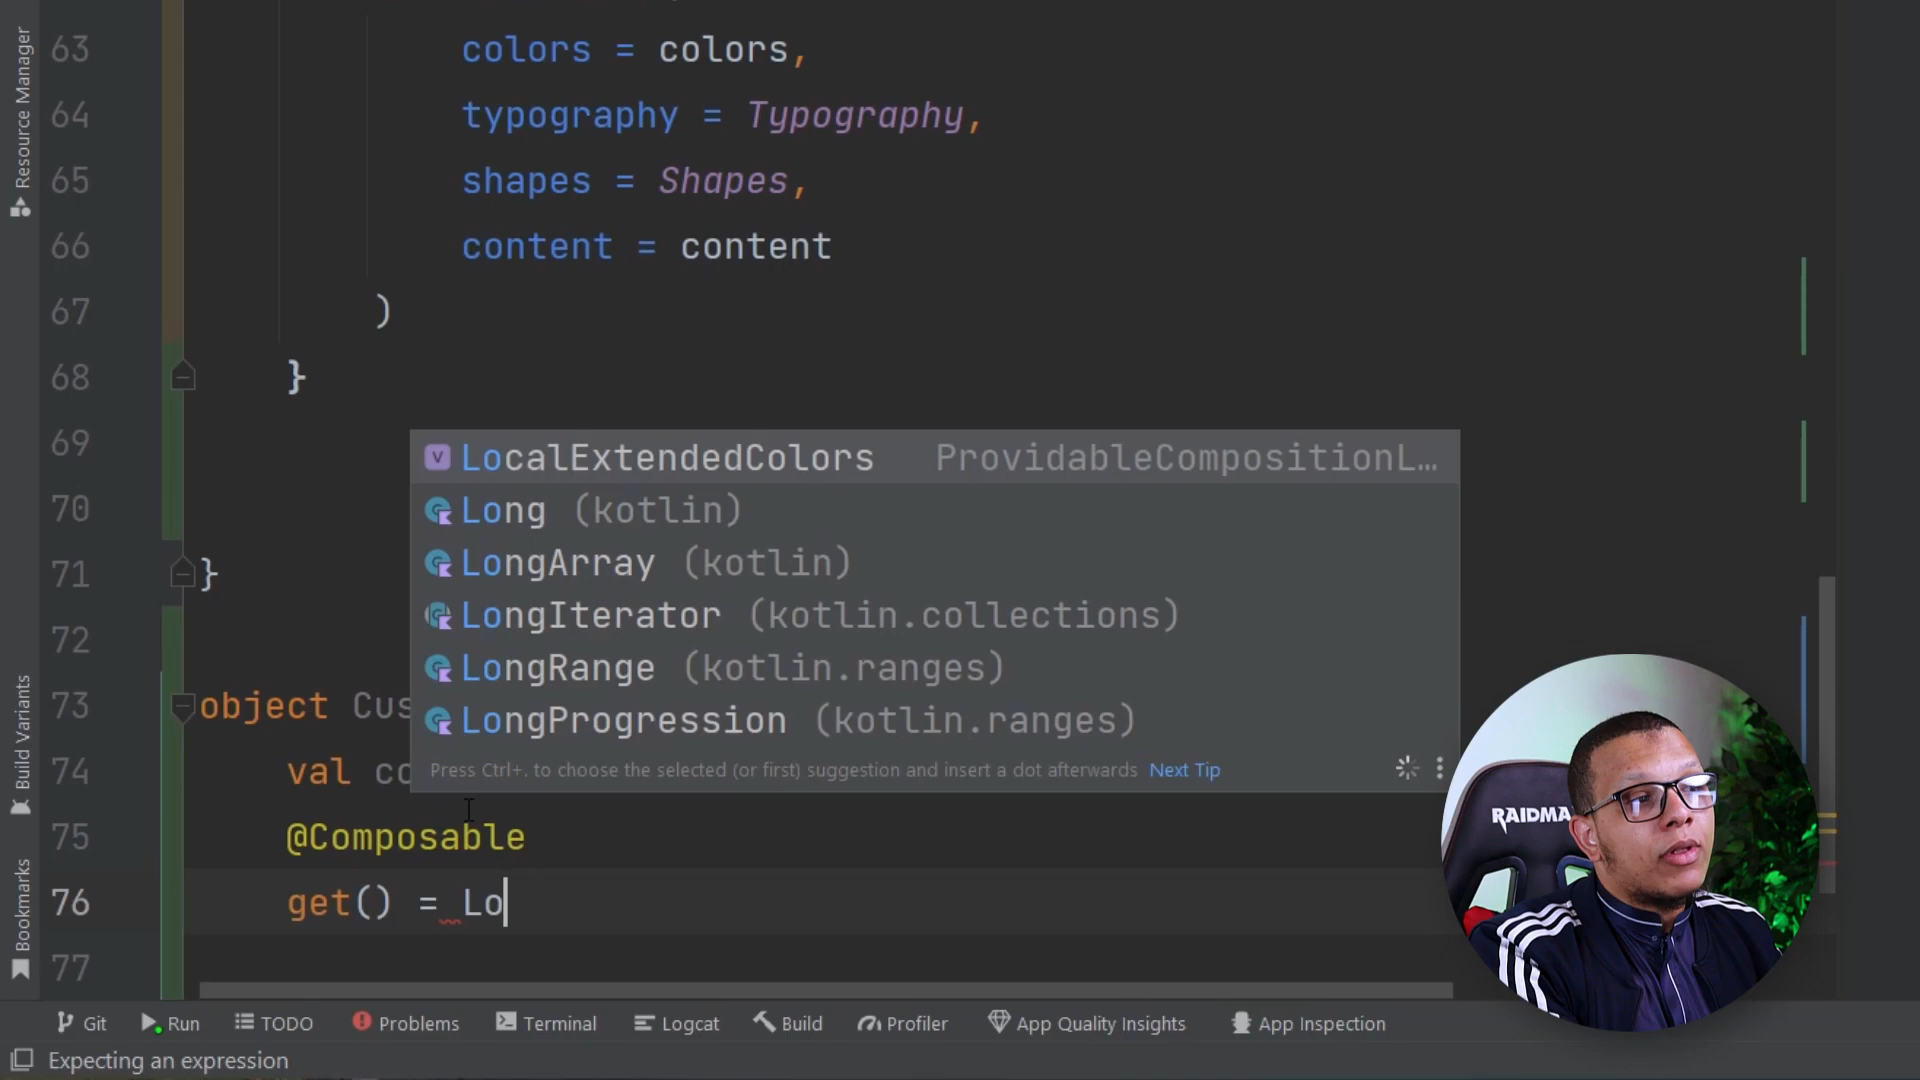 Resource Manager
Build Variants
Bookmarks
63 colors = colors,
64 typography = Typography,
65 shapes = Shapes,
66 content = content
67 )
68 }
69
70
71 }
72
73 object Cus
74 val co
75 @Composable
76 get() = Lo
77
LocalExtendedColors ProvidableCompositionL…
Long (kotlin)
LongArray (kotlin)
LongIterator (kotlin.collections)
LongRange (kotlin.ranges)
LongProgression (kotlin.ranges)
Press Ctrl+. to choose the selected (or first) suggestion and insert a dot afterwards Next Tip
RAIDMA
Git Run TODO Problems Terminal Logcat Build Profiler App Quality Insights App Inspection
Expecting an expression